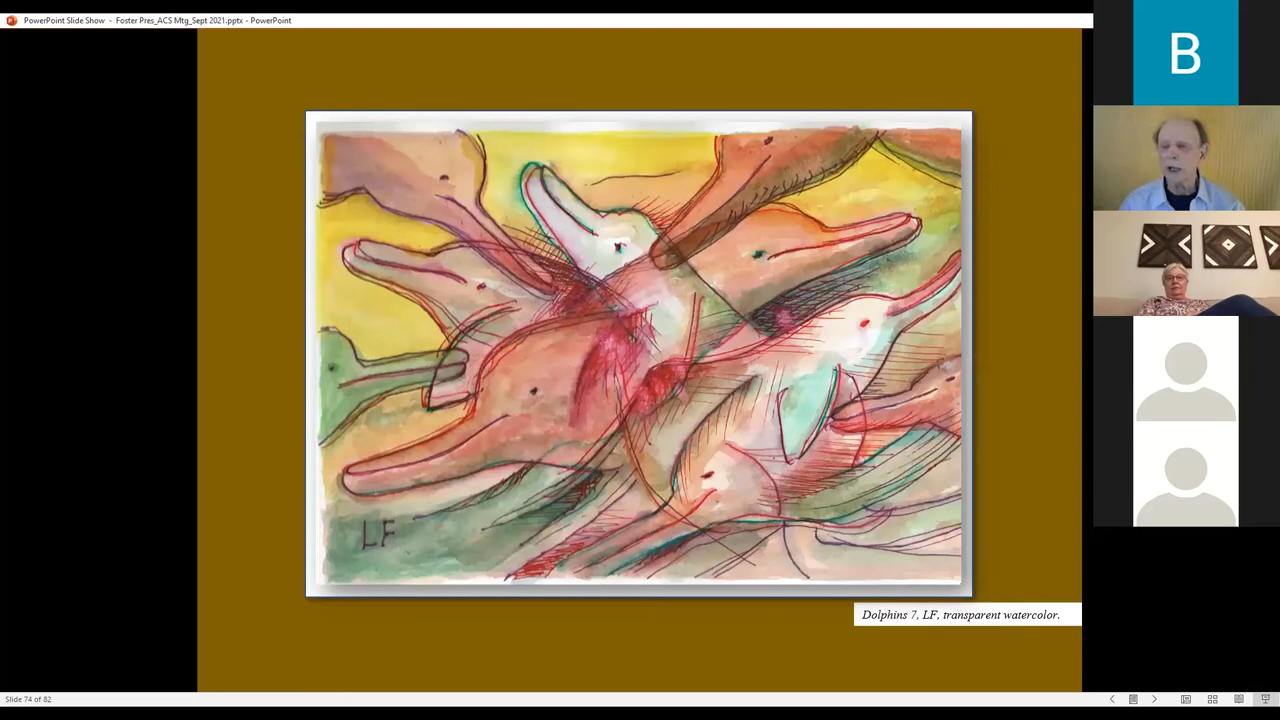 PowerPoint Slide Show - Foster Pres_ACS Mtg_Sept 2021.pptx - PowerPoint
B
LF
Dolphins 7, LF, transparent watercolor.
Slide 74 of 82